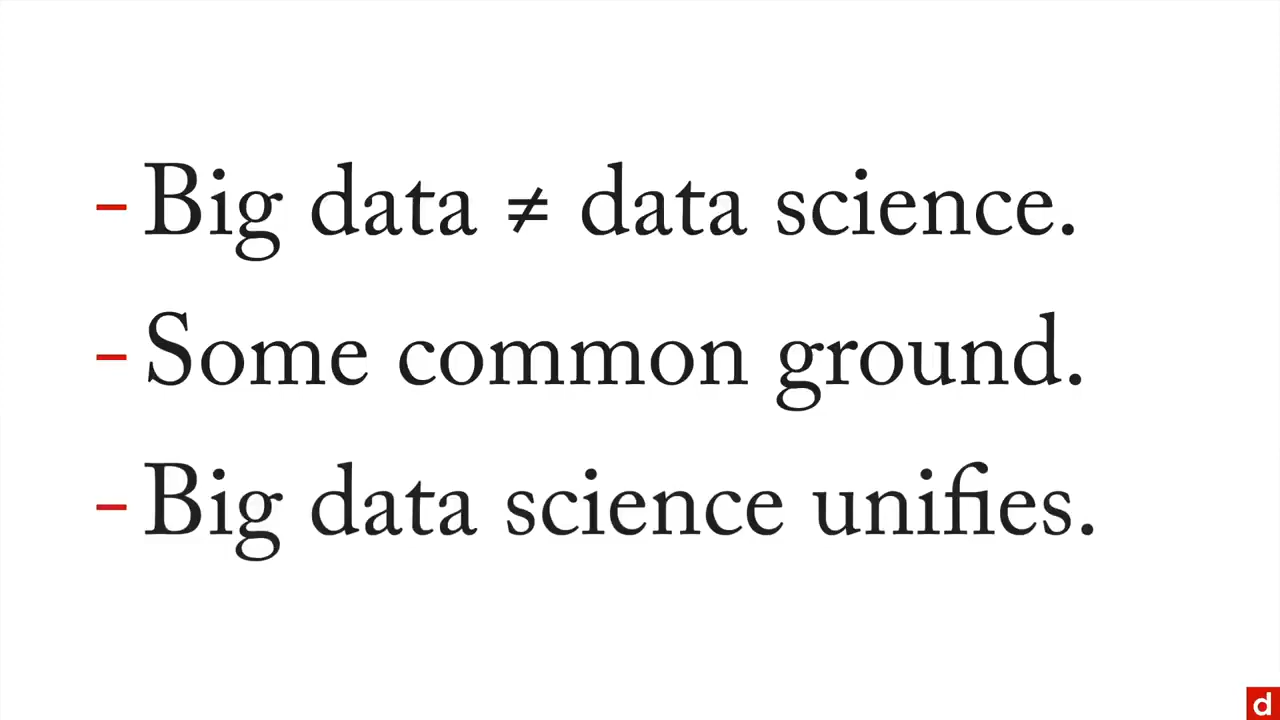 - Big data ≠ data science.
- Some common ground.
- Big data science unifies.
d